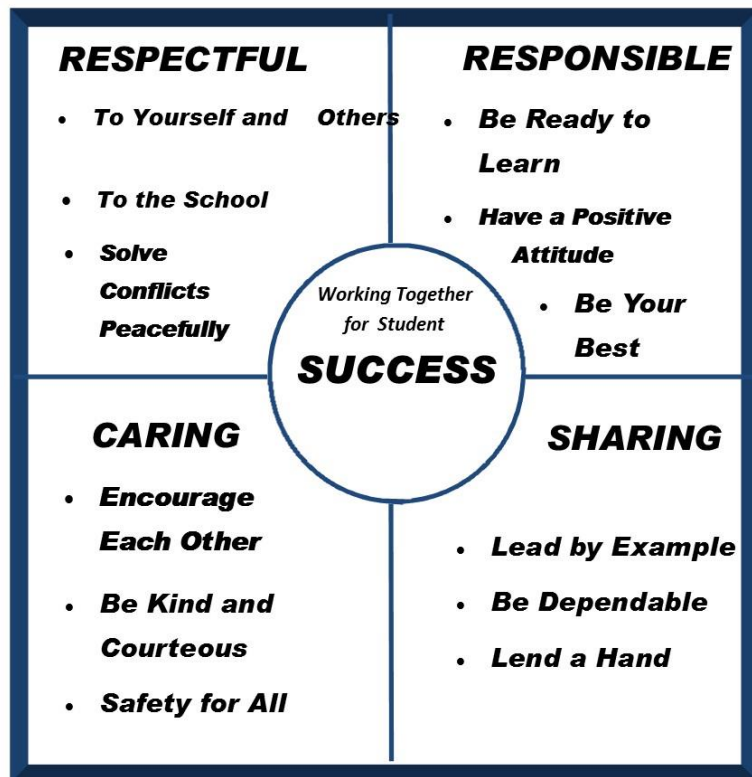 RESPECTFUL
• To Yourself and Others
• To the School
• Solve
Conflicts
Peacefully
RESPONSIBLE
• Be Ready to
Learn
• Have a Positive
Attitude
• Be Your
Best
Working Together
for Student
SUCCESS
CARING
• Encourage
Each Other
• Be Kind and
Courteous
• Safety for All
SHARING
• Lead by Example
• Be Dependable
• Lend a Hand